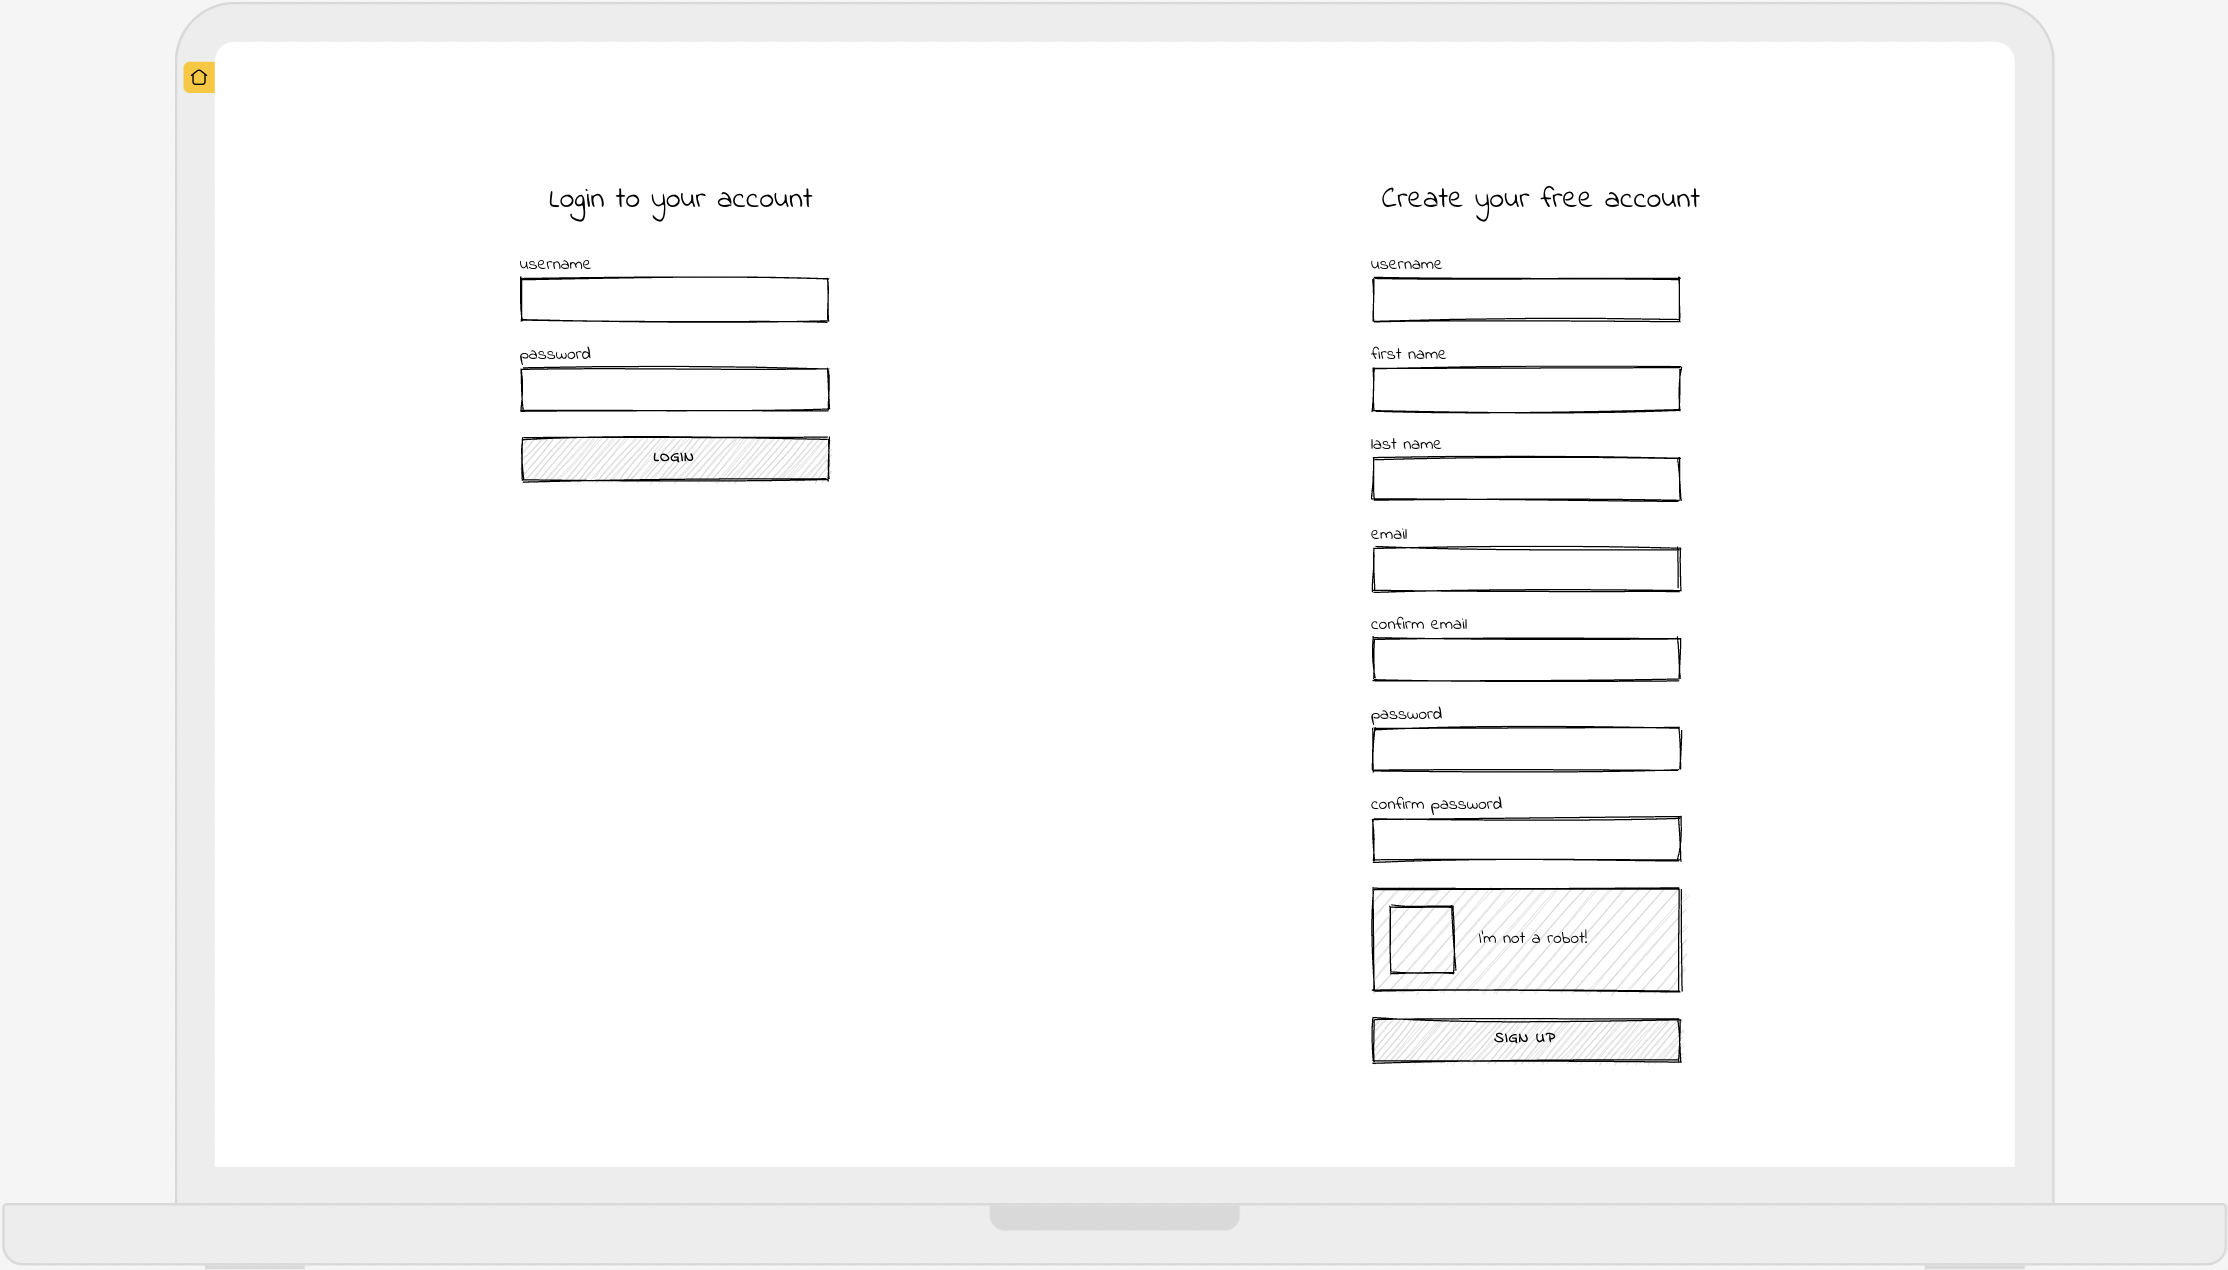 Login to your account
username
password
LOGIN
Create your free account
username
first name
last name
email
confirm email
password
confirm password
I'm not a robot!
SIGN UP